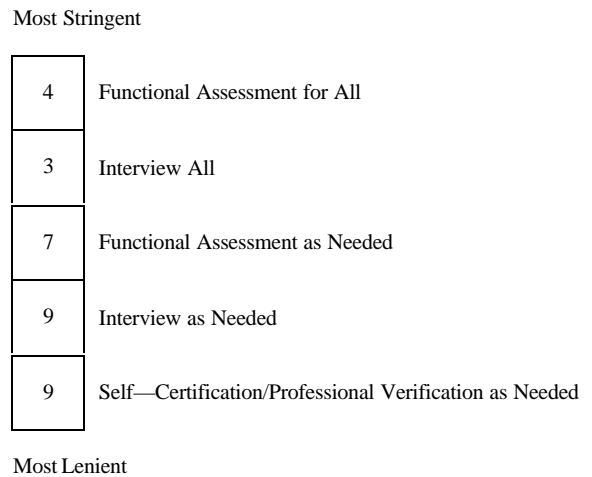 Most Stringent
4 Functional Assessment for All
3 Interview All
7 Functional Assessment as Needed
9 Interview as Needed
9 Self—Certification/Professional Verification as Needed
Most Lenient